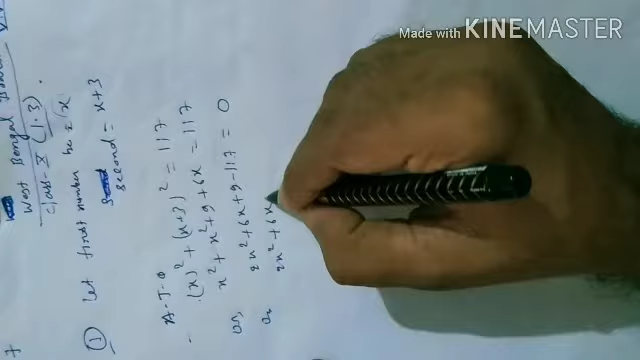 Made with KINEMASTER
West Bengal Board
class - X (1.3).
7
① Let first number be = (x
second = x+3
A.T.Q
(x)² + (x+3)² = 117
x² + x² + 9 + 6x = 117
or, 2x² + 6x + 9 - 117 = 0
or 2x² + 6x